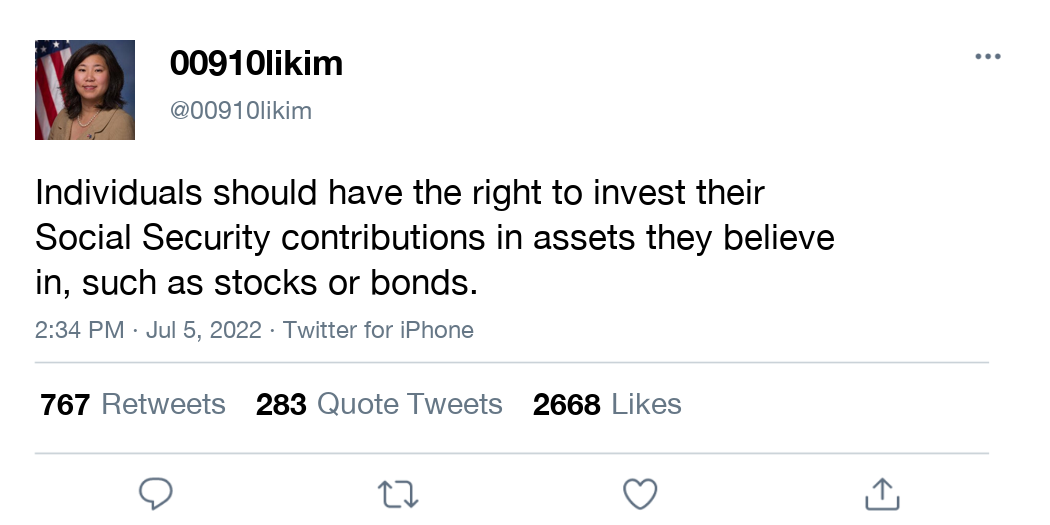 00910likim
@00910likim
Individuals should have the right to invest their
Social Security contributions in assets they believe
in, such as stocks or bonds.
2:34 PM · Jul 5, 2022 · Twitter for iPhone
767 Retweets 283 Quote Tweets 2668 Likes